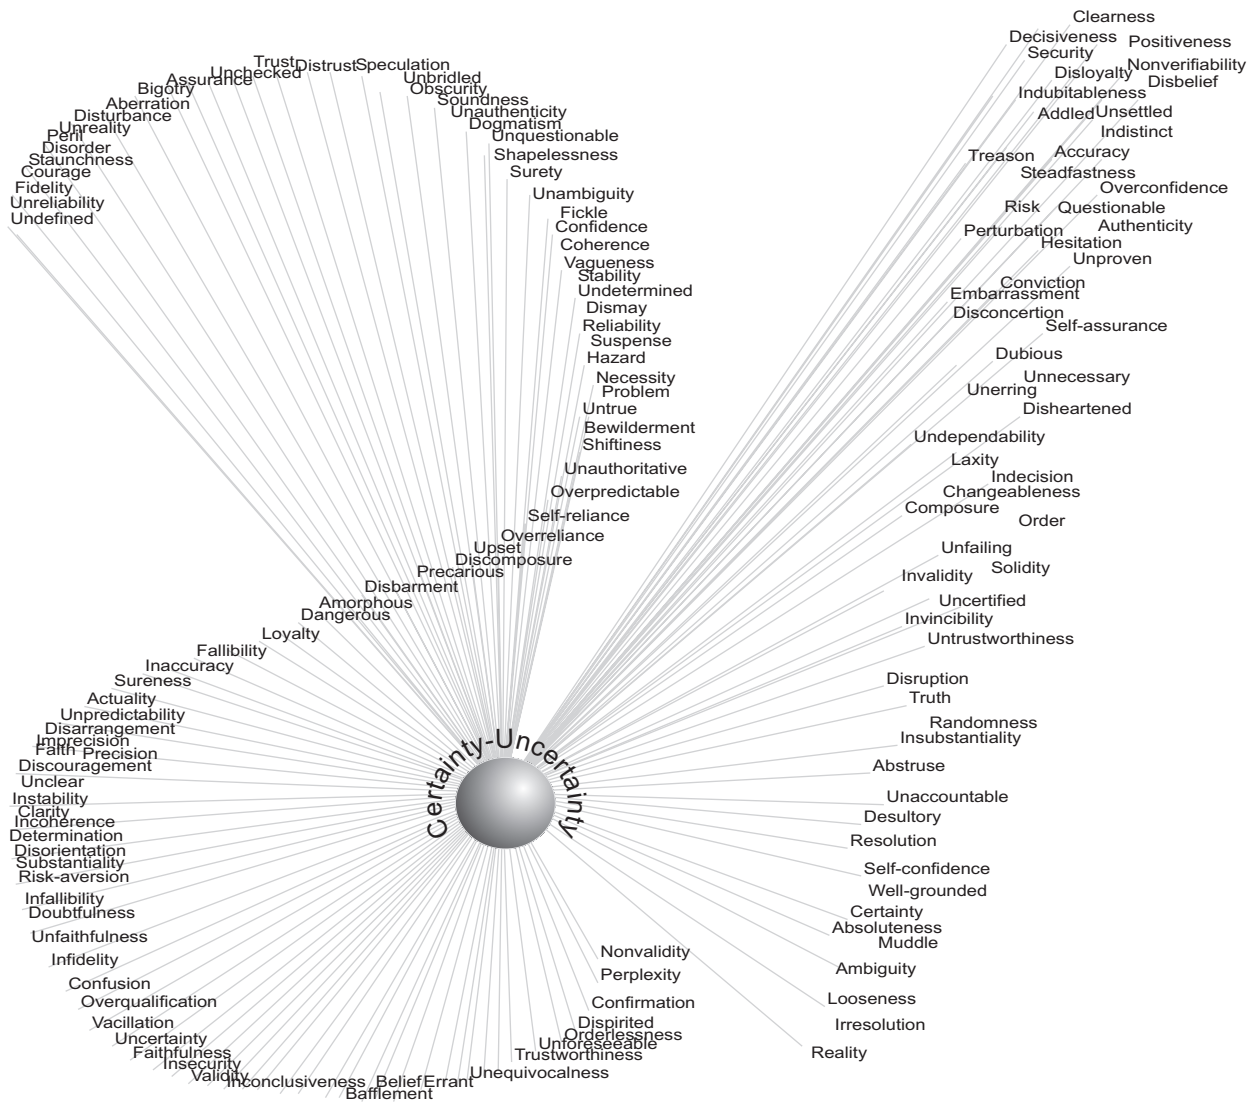 Clearness
Decisiveness
Positiveness
Security
Trust
Distrust
Speculation
Nonverifiability
Unchecked
Disloyalty
Assurance
Unbridled
Disbelief
Bigotry
Obscurity
Indubitableness
Aberration
Soundness
Disturbance
Unauthenticity
Addled
Unsettled
Unreality
Dogmatism
Peril
Unquestionable
Indistinct
Disorder
Staunchness
Shapelessness
Treason
Accuracy
Courage
Surety
Steadfastness
Fidelity
Unambiguity
Overconfidence
Unreliability
Risk
Questionable
Undefined
Fickle
Confidence
Perturbation
Authenticity
Coherence
Hesitation
Vagueness
Unproven
Stability
Undetermined
Conviction
Embarrassment
Dismay
Disconcertion
Reliability
Self-assurance
Suspense
Hazard
Dubious
Necessity
Unnecessary
Problem
Unerring
Untrue
Disheartened
Bewilderment
Shiftiness
Undependability
Unauthoritative
Laxity
Indecision
Overpredictable
Changeableness
Self-reliance
Composure
Order
Overreliance
Upset
Unfailing
Discomposure
Precarious
Solidity
Disbarment
Invalidity
Amorphous
Uncertified
Dangerous
Invincibility
Loyalty
Untrustworthiness
Fallibility
Inaccuracy
Sureness
Disruption
Actuality
Truth
Unpredictability
Randomness
Disarrangement
Insubstantiality
Imprecision
Faith
Precision
Discouragement
Abstruse
Unclear
Certainty-Uncertainty
Instability
Unaccountable
Clarity
Incoherence
Desultory
Determination
Resolution
Disorientation
Substantiality
Risk-aversion
Self-confidence
Infallibility
Well-grounded
Doubtfulness
Certainty
Unfaithfulness
Absoluteness
Muddle
Infidelity
Nonvalidity
Ambiguity
Confusion
Perplexity
Overqualification
Confirmation
Looseness
Vacillation
Dispirited
Irresolution
Uncertainty
Orderlessness
Faithfulness
Unforeseeable
Insecurity
Trustworthiness
Reality
Validity
Unequivocalness
Inconclusiveness
Belief
Errant
Bafflement